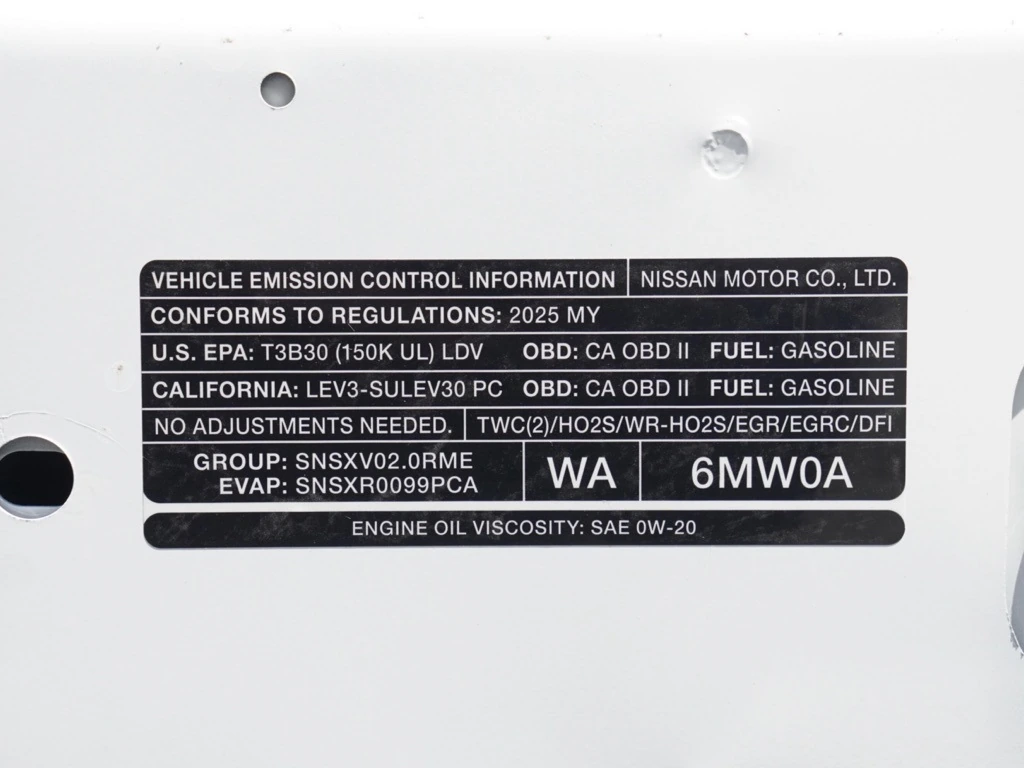 VEHICLE EMISSION CONTROL INFORMATION NISSAN MOTOR CO., LTD.
CONFORMS TO REGULATIONS: 2025 MY
U.S. EPA: T3B30 (150K UL) LDV OBD: CA OBD II FUEL: GASOLINE
CALIFORNIA: LEV3-SULEV30 PC OBD: CA OBD II FUEL: GASOLINE
NO ADJUSTMENTS NEEDED. TWC(2)/HO2S/WR-HO2S/EGR/EGRC/DFI
GROUP: SNSXV02.0RME
EVAP: SNSXR0099PCA
WA 6MW0A
ENGINE OIL VISCOSITY: SAE 0W-20